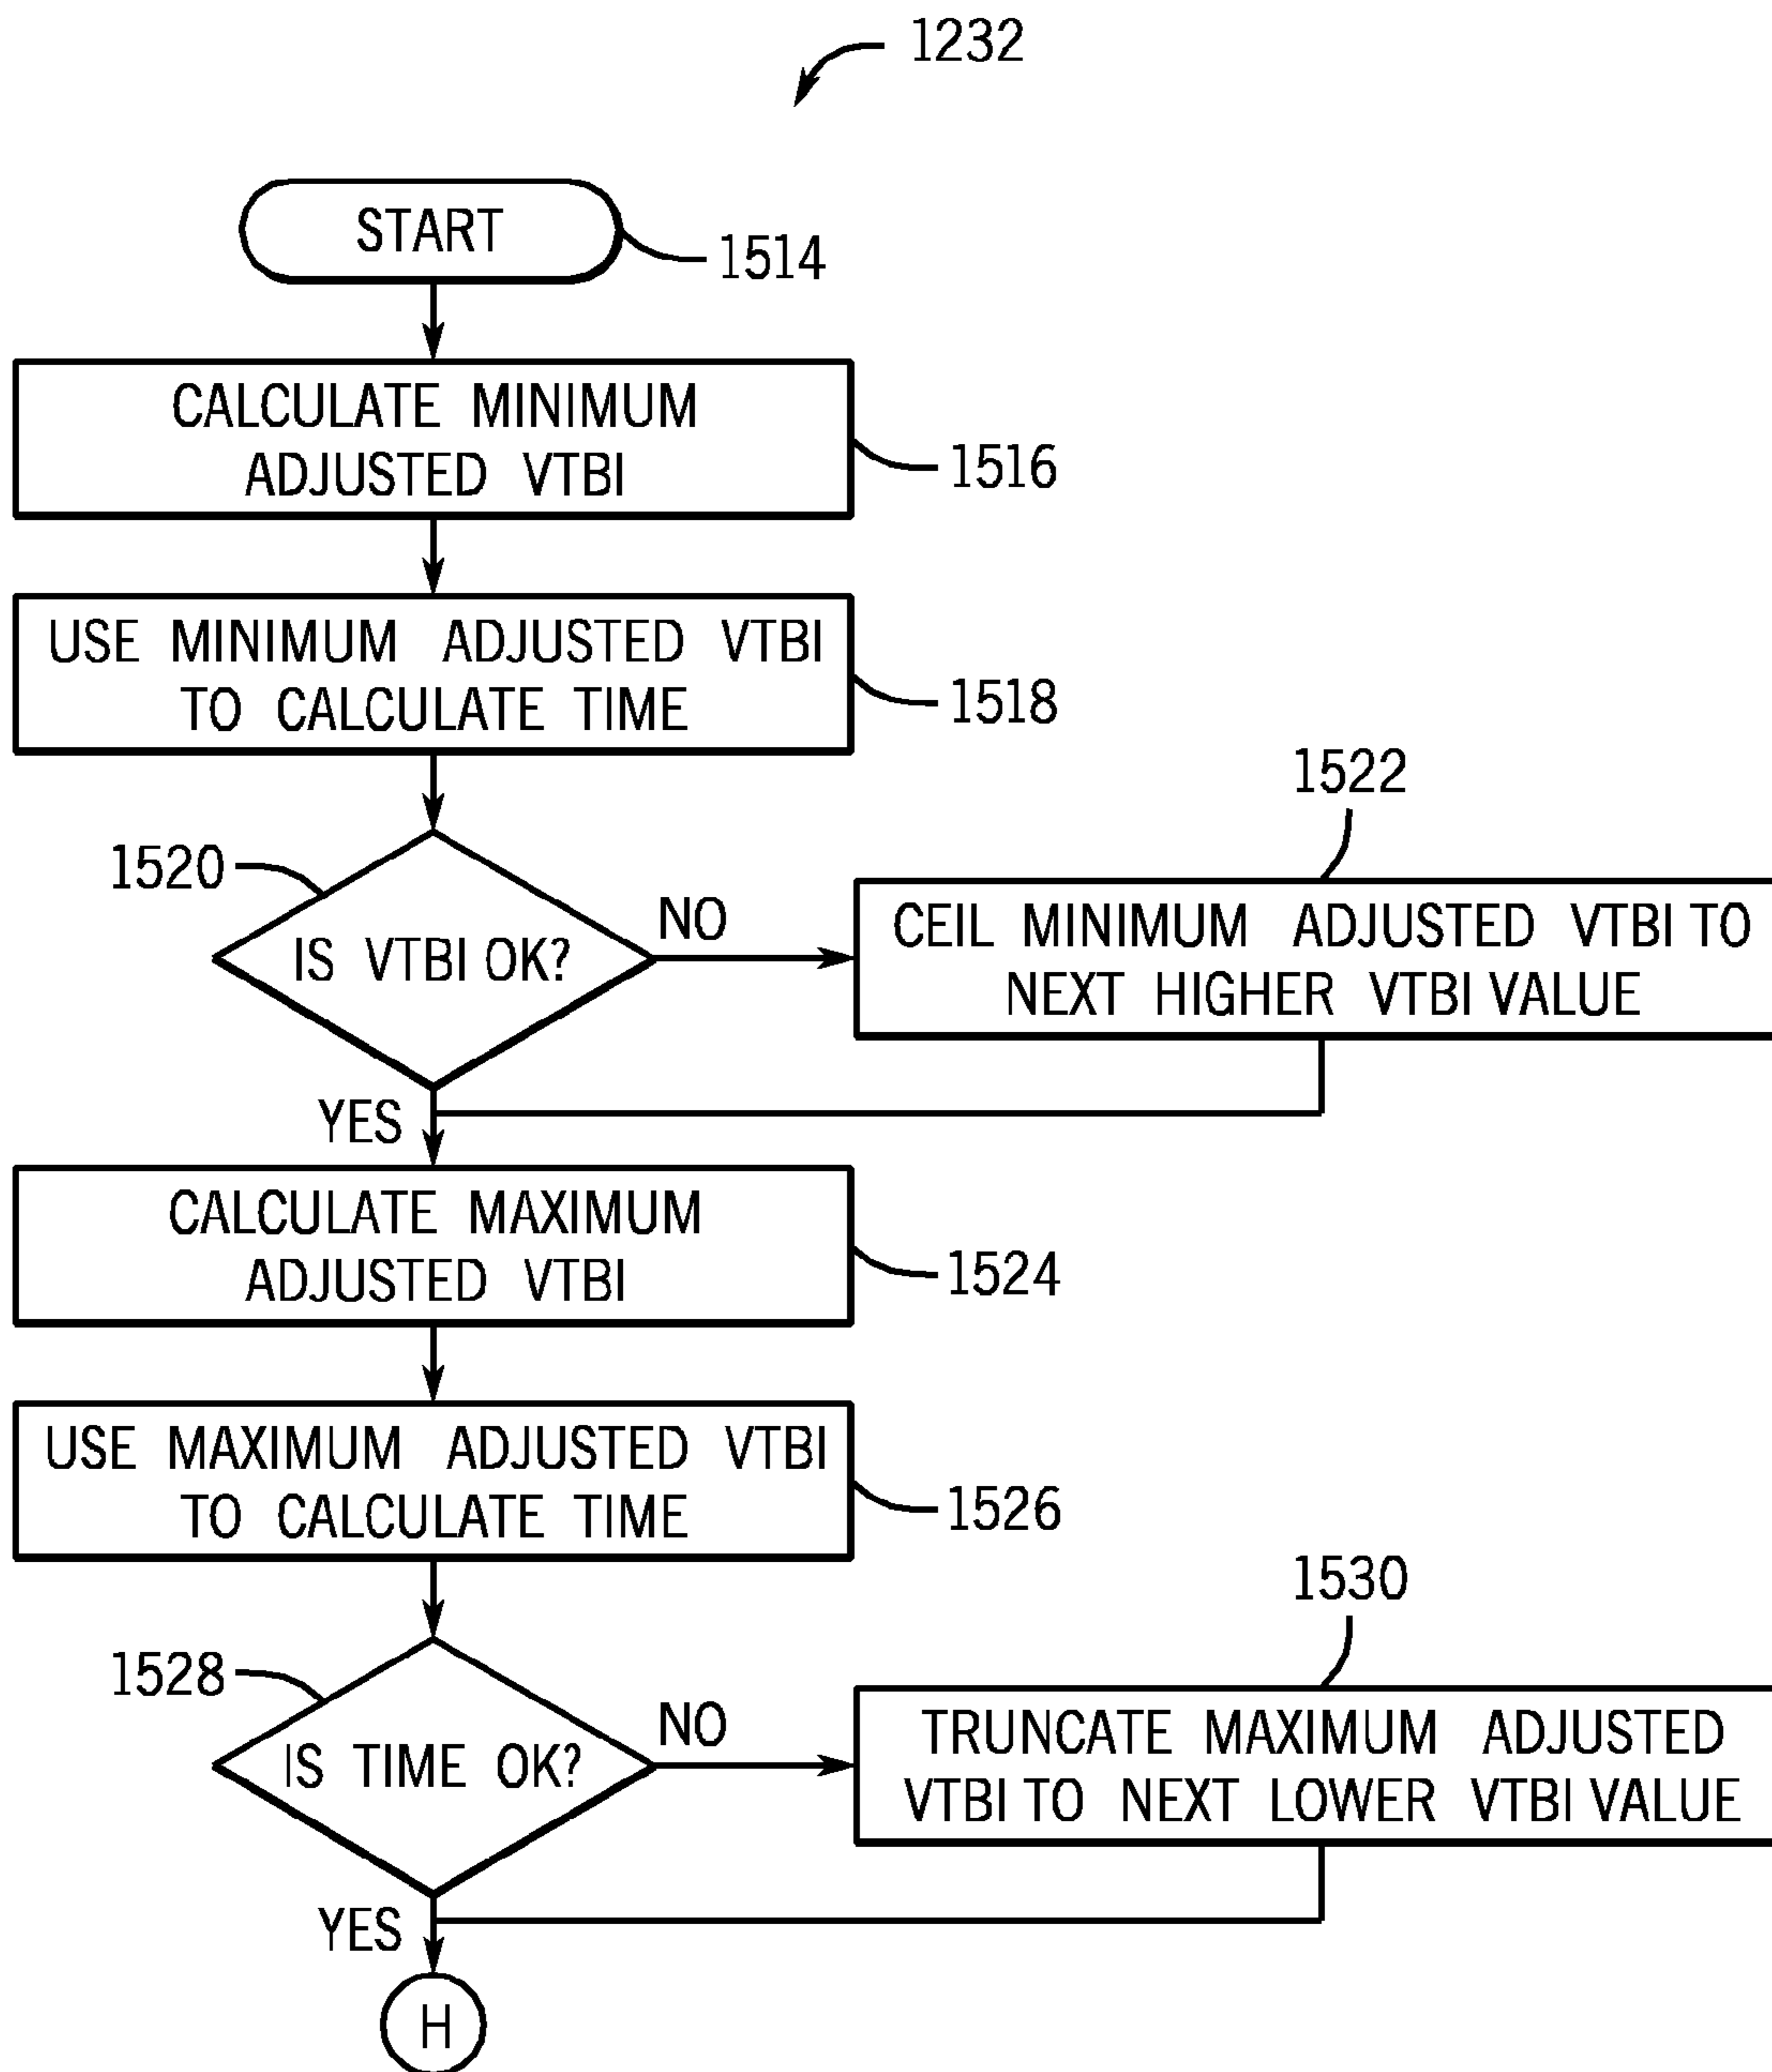 1232
START
1514
CALCULATE MINIMUM
ADJUSTED VTBI
1516
USE MINIMUM ADJUSTED VTBI
TO CALCULATE TIME
1518
1520
IS VTBI OK?
NO
1522
CEIL MINIMUM ADJUSTED VTBI TO
NEXT HIGHER VTBI VALUE
YES
CALCULATE MAXIMUM
ADJUSTED VTBI
1524
USE MAXIMUM ADJUSTED VTBI
TO CALCULATE TIME
1526
1528
IS TIME OK?
NO
1530
TRUNCATE MAXIMUM ADJUSTED
VTBI TO NEXT LOWER VTBI VALUE
YES
H